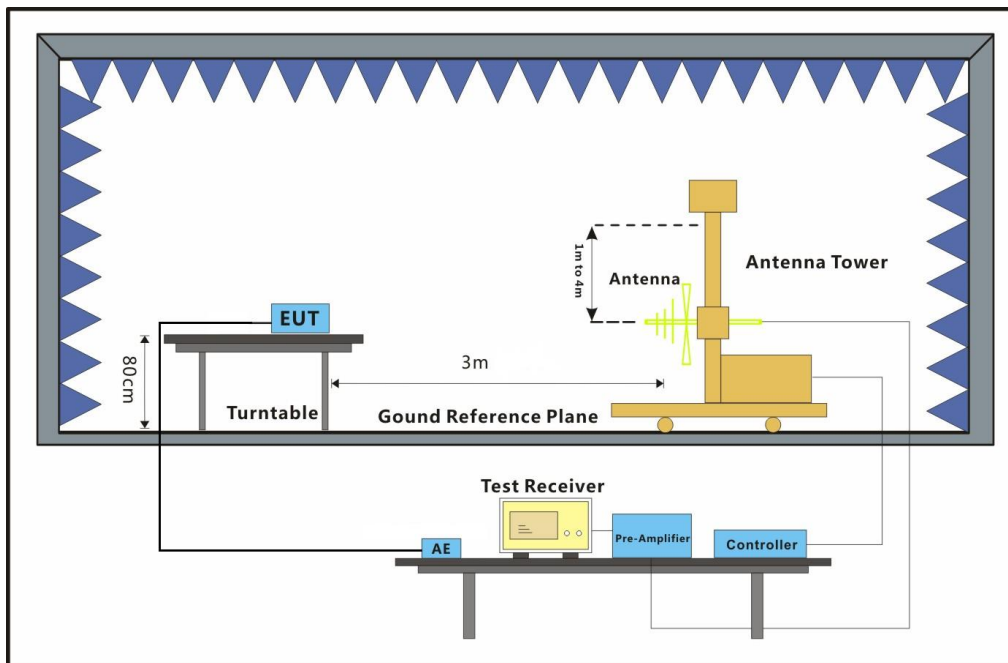 1m to 4m
Antenna
Antenna Tower
EUT
80cm
3m
Turntable
Gound Reference Plane
Test Receiver
AE
Pre-Amplifier
Controller